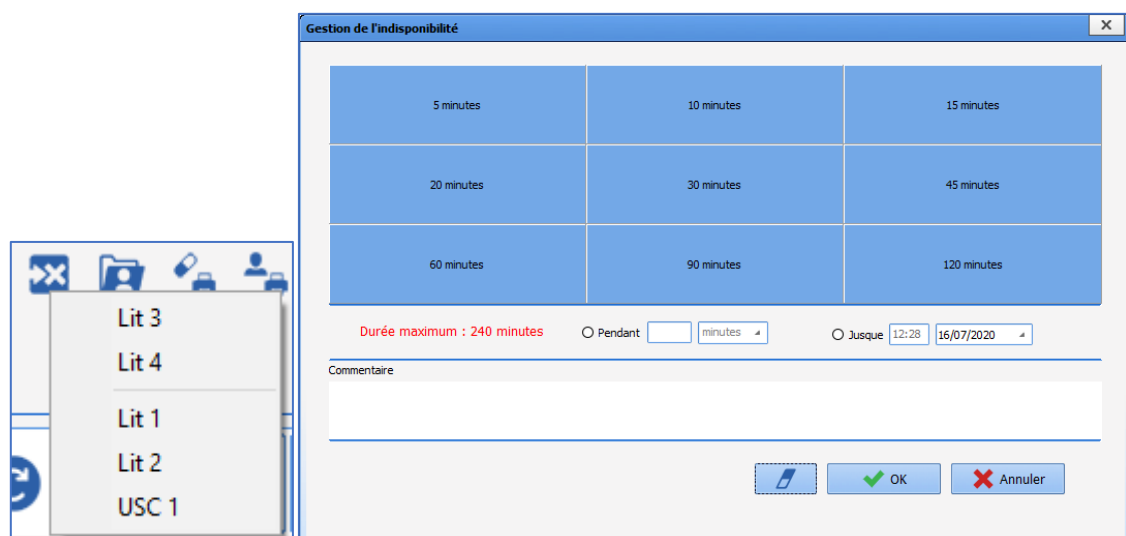 Lit 3
Lit 4
Lit 1
Lit 2
USC 1
Gestion de l'indisponibilité
5 minutes 10 minutes 15 minutes
20 minutes 30 minutes 45 minutes
60 minutes 90 minutes 120 minutes
Durée maximum : 240 minutes Pendant minutes Jusque 12:28 16/07/2020
Commentaire
OK Annuler